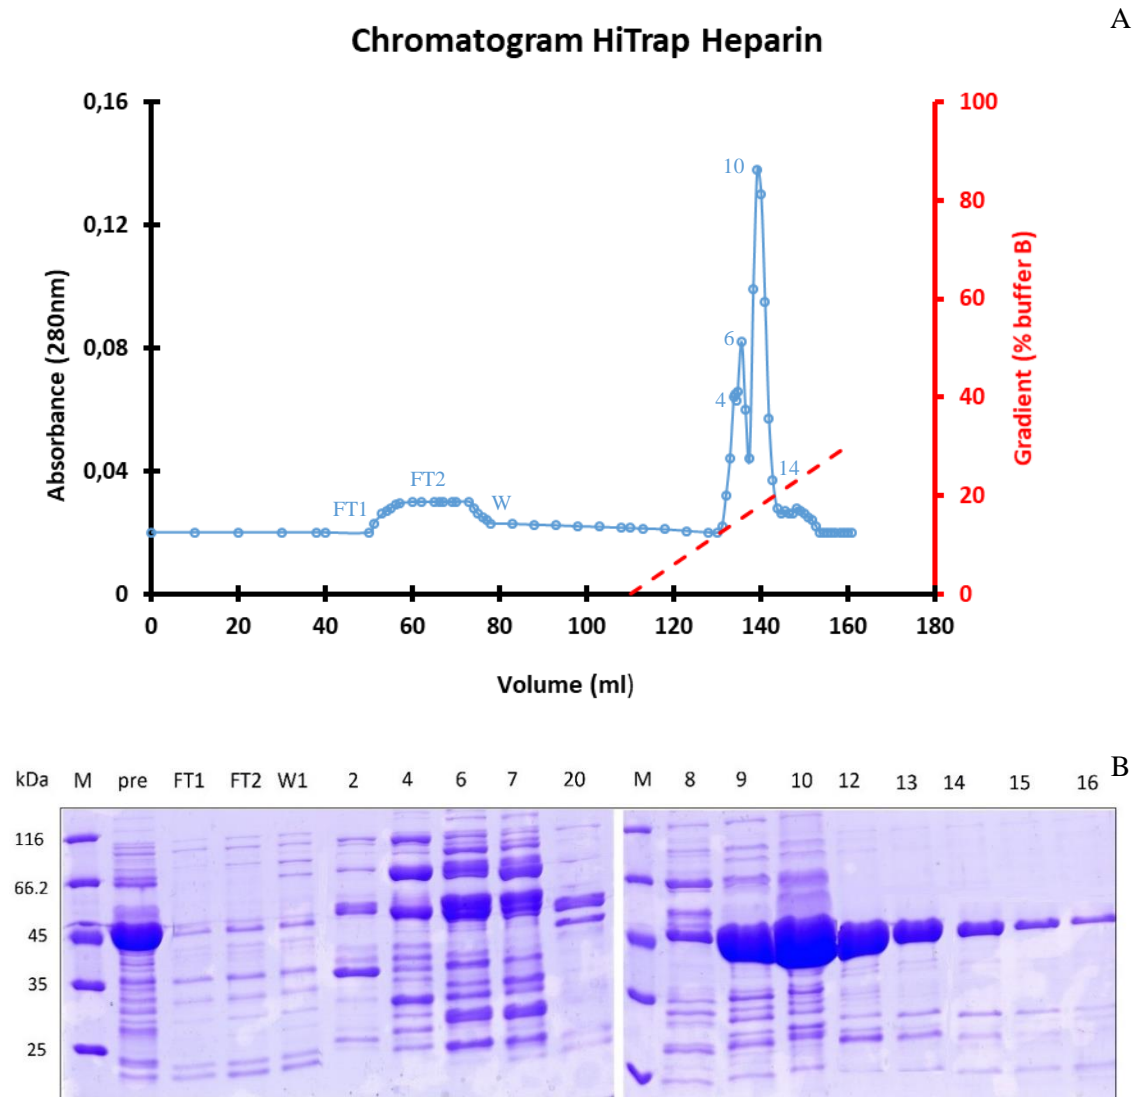 A
Chromatogram HiTrap Heparin
0,16
0,12
0,08
0,04
0
Absorbance (280nm)
100
80
60
40
20
0
Gradient (% buffer B)
10
6
4
14
FT1
FT2
W
0 20 40 60 80 100 120 140 160 180
Volume (ml)
B
kDa M pre FT1 FT2 W1 2 4 6 7 20 M 8 9 10 12 13 14 15 16
116
66.2
45
35
25